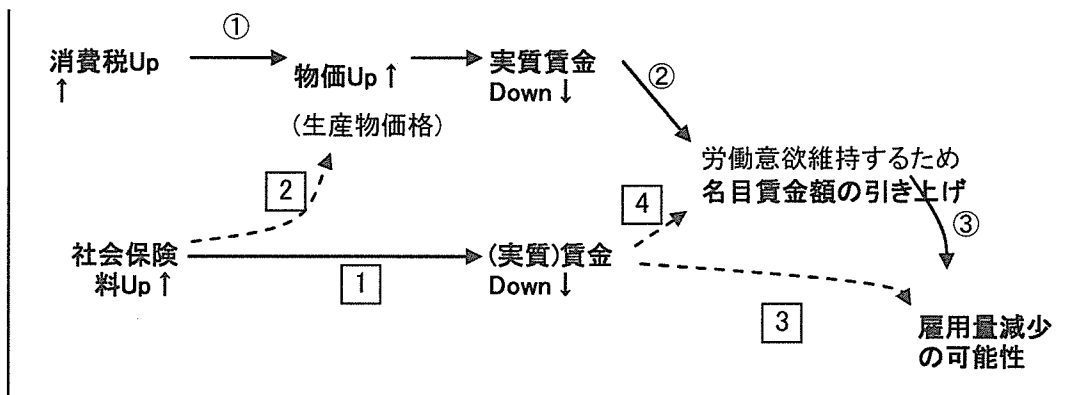 ①
消費税Up
↑
物価Up↑
(生産物価格)
実質賃金
Down↓
②
労働意欲維持するため
名目賃金額の引き上げ
③
2
4
社会保険
料Up↑
1
(実質)賃金
Down↓
3
雇用量減少
の可能性